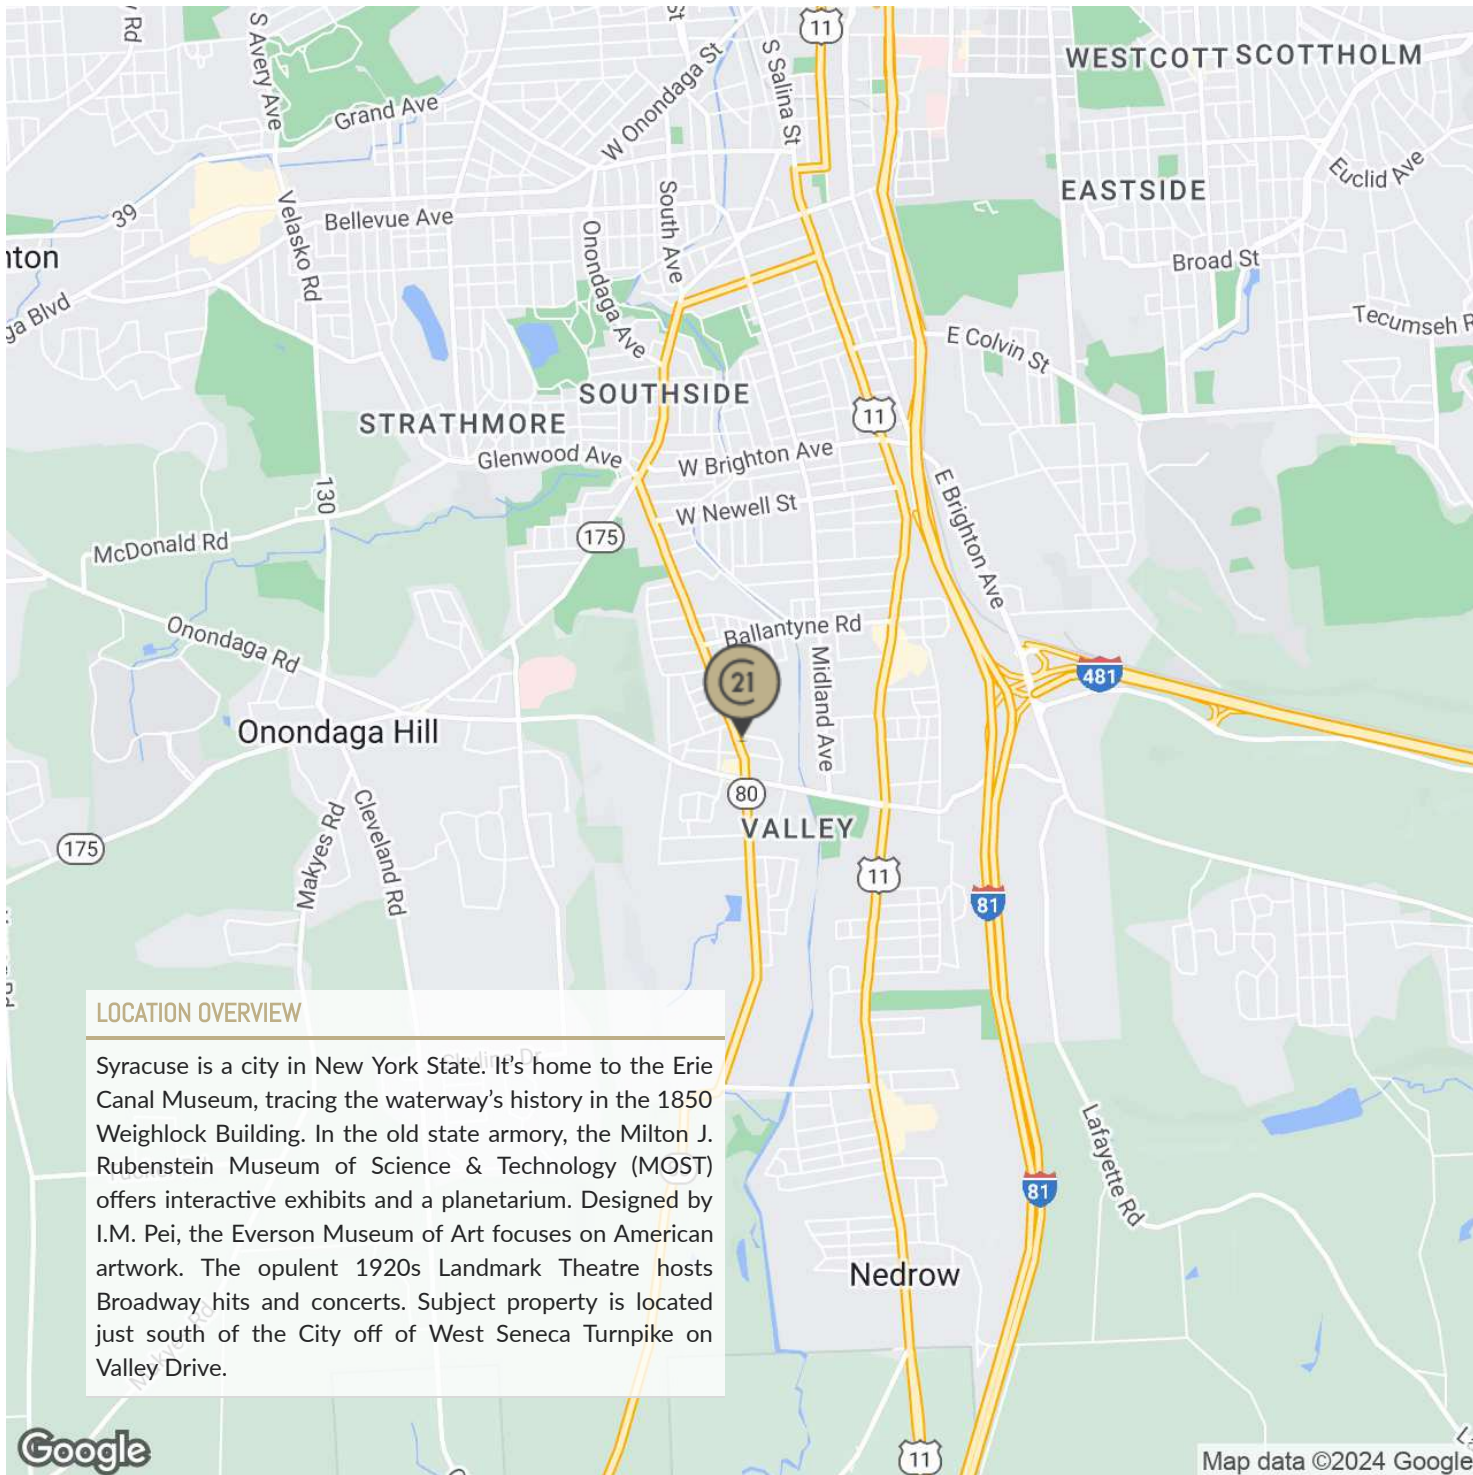 11
WESTCOTT
SCOTTHOLM
S Avery Ave
Grand Ave
W Onondaga St
S Salina St
Euclid Ave
EASTSIDE
39
Velasko Rd
Bellevue Ave
South Ave
Onondaga Ave
Broad St
Tecumseh
E Colvin St
SOUTHSIDE
STRATHMORE
11
Glenwood Ave
W Brighton Ave
130
W Newell St
E Brighton Ave
175
McDonald Rd
Onondaga Rd
Ballantyne Rd
Midland Ave
21
481
Onondaga Hill
80
VALLEY
Makyes Rd
Cleveland Rd
175
11
81
LOCATION OVERVIEW
Syracuse is a city in New York State. It's home to the Erie
Canal Museum, tracing the waterway's history in the 1850
Weighlock Building. In the old state armory, the Milton J.
Rubenstein Museum of Science & Technology (MOST)
offers interactive exhibits and a planetarium. Designed by
I.M. Pei, the Everson Museum of Art focuses on American
artwork. The opulent 1920s Landmark Theatre hosts
Broadway hits and concerts. Subject property is located
just south of the City off of West Seneca Turnpike on
Valley Drive.
Lafayette Rd
81
Nedrow
11
Google
Map data ©2024 Google